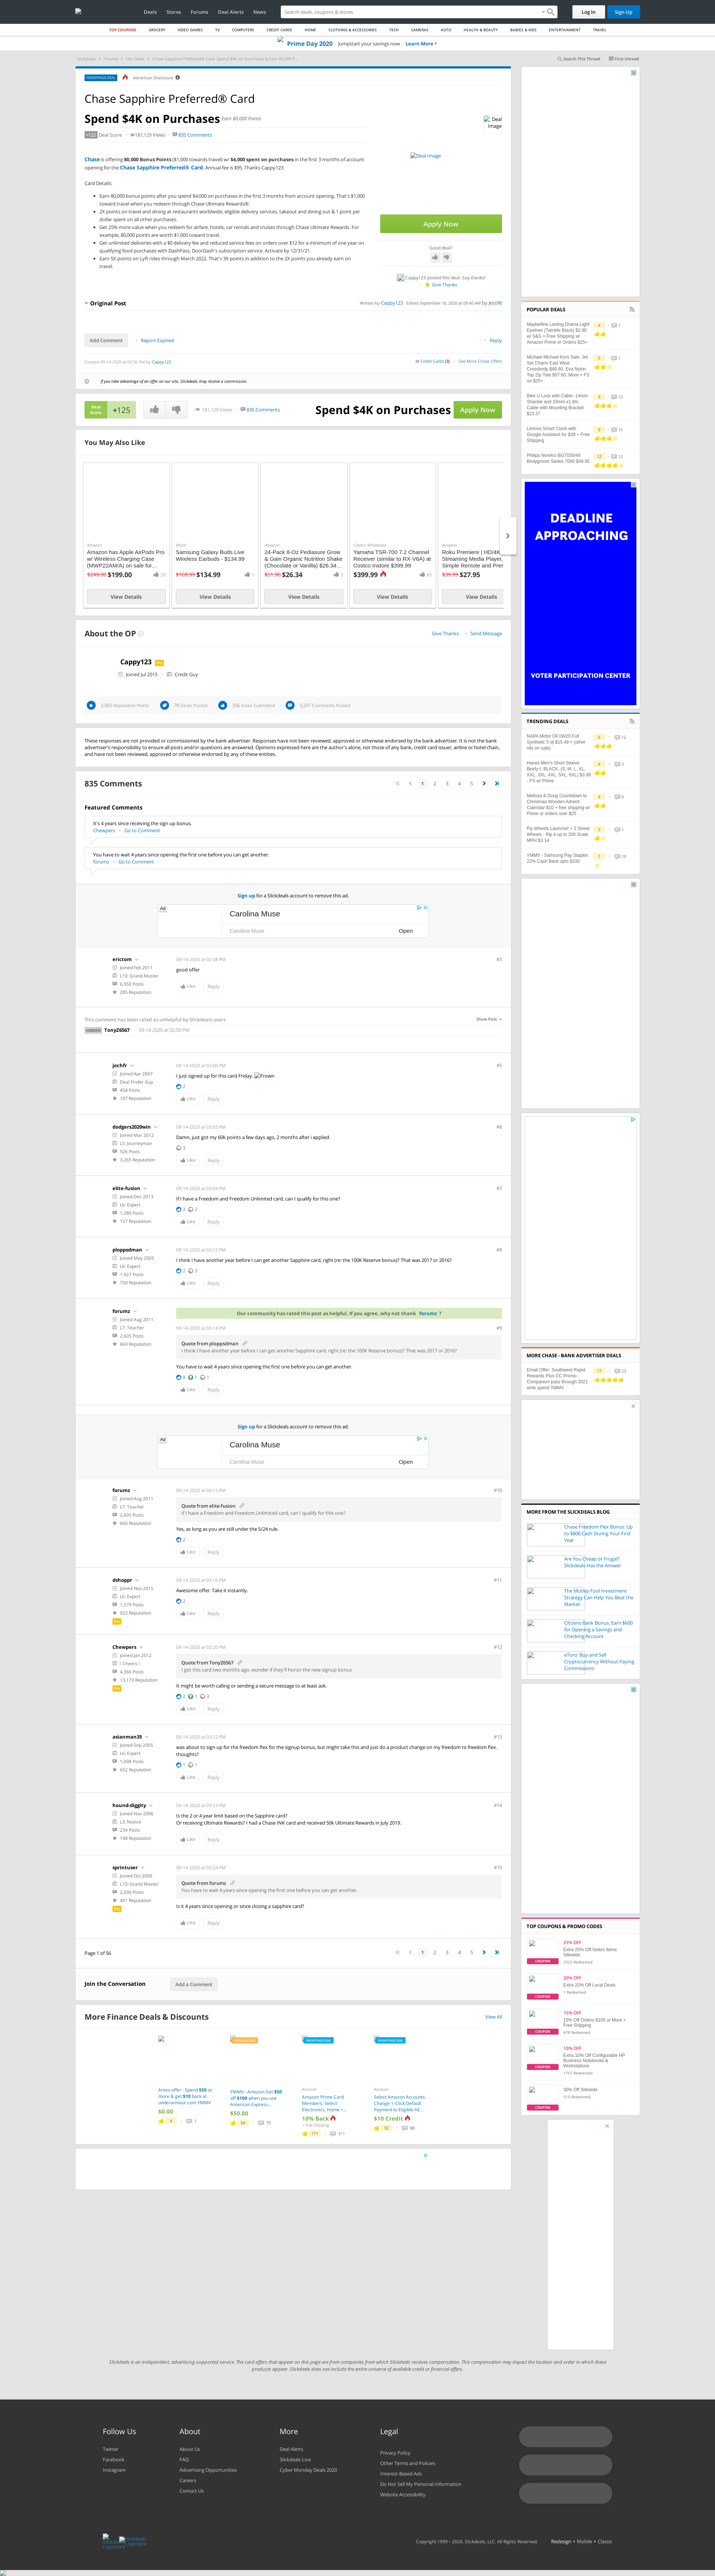 Deals Stores Forums Deal Alerts News
Search deals, coupons & stores
Log In Sign Up
TOP COUPONS GROCERY VIDEO GAMES TV COMPUTERS CREDIT CARDS HOME CLOTHING & ACCESSORIES TECH CAMERAS AUTO HEALTH & BEAUTY BABIES & KIDS ENTERTAINMENT TRAVEL
Prime Day 2020 Jumpstart your savings now Learn More
Slickdeals > Forums > Hot Deals > Chase Sapphire Preferred® Card: Spend $4K on Purchases & Earn 80,000 P...
Search This Thread First Unread
FRONTPAGE DEAL Advertiser Disclosure
Chase Sapphire Preferred® Card
Spend $4K on Purchases Earn 80,000 Points
+125 Deal Score 181,129 Views 835 Comments
Deal Image
Chase is offering 80,000 Bonus Points ($1,000 towards travel) w/ $4,000 spent on purchases in the first 3 months of account opening for the Chase Sapphire Preferred® Card. Annual fee is $95. Thanks Cappy123
Card Details:
Earn 80,000 bonus points after you spend $4,000 on purchases in the first 3 months from account opening. That's $1,000 toward travel when you redeem through Chase Ultimate Rewards®.
2X points on travel and dining at restaurants worldwide, eligible delivery services, takeout and dining out & 1 point per dollar spent on all other purchases.
Get 25% more value when you redeem for airfare, hotels, car rentals and cruises through Chase Ultimate Rewards. For example, 80,000 points are worth $1,000 toward travel.
Get unlimited deliveries with a $0 delivery fee and reduced service fees on orders over $12 for a minimum of one year on qualifying food purchases with DashPass, DoorDash's subscription service. Activate by 12/31/21.
Earn 5X points on Lyft rides through March 2022. That's 3X points in addition to the 2X points you already earn on travel.
Deal Image
Apply Now
Good deal?
Cappy123 posted this deal. Say thanks!
Give Thanks
Original Post
Written by Cappy123 Edited September 16, 2020 at 09:40 AM by Jess96
Add Comment Report Expired Reply
Created 09-14-2020 at 02:50 PM by Cappy123
Credit Cards (3) See More Chase Offers
If you take advantage of an offer on our site, Slickdeals may receive a commission.
Deal Score +125 181,129 Views 835 Comments
Spend $4K on Purchases Apply Now
You May Also Like
Amazon
Amazon has Apple AirPods Pro w/ Wireless Charging Case (MWP22AM/A) on sale for...
$249.00 $199.00 29
View Details
Woot!
Samsung Galaxy Buds Live Wireless Earbuds - $134.99
$169.99 $134.99 1
View Details
Amazon
24-Pack 8-Oz Pediasure Grow & Gain Organic Nutrition Shake (Chocolate or Vanilla) $26.34...
$51.96 $26.34 3
View Details
Costco Wholesale
Yamaha TSR-700 7.2 Channel Receiver (similar to RX-V6A) at Costco Instore $399.99
$399.99 85
View Details
Amazon
Roku Premiere | HD/4K Streaming Media Player, Simple Remote and Prem
$39.99 $27.95
View Details
About the OP
Give Thanks Send Message
Cappy123 Pro
Joined Jul 2015 Credit Guy
3,065 Reputation Points 78 Deals Posted 366 Votes Submitted 3,297 Comments Posted
These responses are not provided or commissioned by the bank advertiser. Responses have not been reviewed, approved or otherwise endorsed by the bank advertiser. It is not the bank advertiser's responsibility to ensure all posts and/or questions are answered. Opinions expressed here are the author's alone, not those of any bank, credit card issuer, airline or hotel chain, and have not been reviewed, approved or otherwise endorsed by any of these entities.
835 Comments
1 2 3 4 5
Featured Comments
It's 4 years since receiving the sign up bonus.
Chewpers Go to Comment
You have to wait 4 years since opening the first one before you can get another.
forumz Go to Comment
Sign up for a Slickdeals account to remove this ad.
Ad Carolina Muse
Carolina Muse Open
erictom
Joined Feb 2011
L10: Grand Master
6,950 Posts
285 Reputation
09-14-2020 at 02:58 PM #3
good offer
Like Reply
This comment has been rated as unhelpful by Slickdeals users
Show Post
TonyZ6567 09-14-2020 at 02:59 PM
jochfr
Joined Apr 2007
Deal Finder Guy
458 Posts
107 Reputation
09-14-2020 at 03:00 PM #5
I just signed up for this card Friday. Frown
2
Like Reply
dodgers2020win
Joined Mar 2012
L5: Journeyman
926 Posts
3,265 Reputation
09-14-2020 at 03:03 PM #6
Damn, just got my 60k points a few days ago, 2 months after i applied.
3
Like Reply
elite-fusion
Joined Dec 2013
L6: Expert
1,280 Posts
157 Reputation
09-14-2020 at 03:04 PM #7
If I have a Freedom and Freedom Unlimited card, can I qualify for this one?
2 2
Like Reply
ploppsdman
Joined May 2005
L6: Expert
1,927 Posts
750 Reputation
09-14-2020 at 03:12 PM #8
I think I have another year before I can get another Sapphire card, right (re: the 100K Reserve bonus)? That was 2017 or 2016?
2 3
Like Reply
forumz
Joined Aug 2011
L7: Teacher
2,605 Posts
660 Reputation
Our community has rated this post as helpful. If you agree, why not thank forumz ?
09-14-2020 at 03:14 PM #9
Quote from ploppsdman
I think I have another year before I can get another Sapphire card, right (re: the 100K Reserve bonus)? That was 2017 or 2016?
You have to wait 4 years since opening the first one before you can get another.
8 1 1
Like Reply
Sign up for a Slickdeals account to remove this ad.
Ad Carolina Muse
Carolina Muse Open
forumz
Joined Aug 2011
L7: Teacher
2,605 Posts
660 Reputation
09-14-2020 at 03:15 PM #10
Quote from elite-fusion
If I have a Freedom and Freedom Unlimited card, can I qualify for this one?
Yes, as long as you are still under the 5/24 rule.
2
Like Reply
dshoppr
Joined Nov 2015
L6: Expert
1,579 Posts
922 Reputation
Pro
09-14-2020 at 03:16 PM #11
Awesome offer. Take it instantly.
2
Like Reply
Chewpers
Joined Jan 2012
! Cheers !
4,366 Posts
13,173 Reputation
Pro
09-14-2020 at 03:20 PM #12
Quote from TonyZ6567
I got this card two months ago, wonder if they'll honor the new signup bonus
It might be worth calling or sending a secure message to at least ask.
2 1 3
Like Reply
asianman35
Joined Sep 2005
L6: Expert
1,098 Posts
652 Reputation
09-14-2020 at 03:22 PM #13
was about to sign up for the freedom flex for the signup bonus, but might take this and just do a product change on my freedom to freedom flex. thoughts?
1 1
Like Reply
hound-diggity
Joined Nov 2006
L3: Novice
234 Posts
148 Reputation
09-14-2020 at 03:23 PM #14
Is the 2 or 4 year limit based on the Sapphire card?
Or receiving Ultimate Rewards? I had a Chase INK card and received 50k Ultimate Rewards in July 2019.
Like Reply
sprintuser
Joined Oct 2006
L10: Grand Master
2,030 Posts
401 Reputation
Pro
09-14-2020 at 03:24 PM #15
Quote from forumz
You have to wait 4 years since opening the first one before you can get another.
Is it 4 years since opening or since closing a sapphire card?
Like Reply
Page 1 of 56
1 2 3 4 5
Join the Conversation Add a Comment
More Finance Deals & Discounts View All
Amex offer : Spend $50 or more & get $10 back at underarmour.com YMMV
$0.00
4 1
YMMV - Amazon Get $50 off $100 when you use American Express...
$50.00
54 76
FRONTPAGE DEAL
Amazon
Amazon Prime Card Members: Select Electronics, Home +...
10% Back
+ Free Shipping
171 311
FRONTPAGE DEAL
Amazon
Select Amazon Accounts: Change 1-Click Default Payment to Eligible AE...
$10 Credit
92 88
POPULAR DEALS
Maybelline Lasting Drama Light Eyeliner (Twinkle Black) $2.90 w/ S&S + Free Shipping w/ Amazon Prime or Orders $25+
4 1
Michael Michael Kors Sale: Jet Set Charm East West Crossbody $48.60, Eva Nylon Top Zip Tote $57.60, More + FS on $25+
5 1
Bike U Lock with Cable -14mm Shackle and 10mm x1.8m Cable with Mounting Bracket $23.37
9 13
Lenovo Smart Clock with Google Assistant for $39 + Free Shipping
8 15
Philips Norelco BG7030/49 Bodygroom Series 7000 $49.95
12 12
DEADLINE APPROACHING
VOTER PARTICIPATION CENTER
TRENDING DEALS
NAPA Motor Oil 0W20 Full Synthetic 5 qt $15.49 + (other oils on sale)
6 12
Hanes Men's Short Sleeve Beefy-t, BLACK, (S, M, L, XL, XXL, 3XL, 4XL, 5XL, 6XL) $3.99 - FS w/ Prime
4 3
Melissa & Doug Countdown to Christmas Wooden Advent Calendar $10 + free shipping w/ Prime or orders over $25
4 0
Fly Wheels Launcher + 2 Street Wheels - Rip it up to 200 Scale MPH $3.14
3 1
YMMV - Samsung Pay Staples 22% Cash Back upto $100
1 10
MORE CHASE - BANK ADVERTISER DEALS
Email Offer: Southwest Rapid Rewards Plus CC Promo - Companion pass through 2021 w/4k spend YMMV
17 23
MORE FROM THE SLICKDEALS BLOG
Chase Freedom Flex Bonus: Up to $800 Cash During Your First Year
Are You Cheap or Frugal? Slickdeals Has the Answer
The Motley Fool Investment Strategy Can Help You Beat the Market
Citizens Bank Bonus: Earn $600 for Opening a Savings and Checking Account
eToro: Buy and Sell Cryptocurrency Without Paying Commissions
TOP COUPONS & PROMO CODES
25% OFF
Extra 25% Off Select Items Sitewide
2520 Redeemed
COUPON
20% OFF
Extra 20% Off Local Deals
1 Redeemed
COUPON
15% OFF
15% Off Orders $100 or More + Free Shipping
678 Redeemed
COUPON
10% OFF
Extra 10% Off Configurable HP Business Notebooks & Workstations
1757 Redeemed
COUPON
30% Off Sitewide
515 Redeemed
COUPON
Slickdeals is an independent, advertising-supported service. The card offers that appear on this page are from companies from which Slickdeals receives compensation. This compensation may impact the location and order in which these products appear. Slickdeals does not include the entire universe of available credit or financial offers.
Follow Us
Twitter
Facebook
Instagram
About
About Us
FAQ
Advertising Opportunities
Careers
Contact Us
More
Deal Alerts
Slickdeals Live
Cyber Monday Deals 2020
Legal
Privacy Policy
Other Terms and Policies
Interest-Based Ads
Do Not Sell My Personal Information
Website Accessibility
Copyright 1999 - 2020. Slickdeals, LLC. All Rights Reserved. Redesign • Mobile • Classic